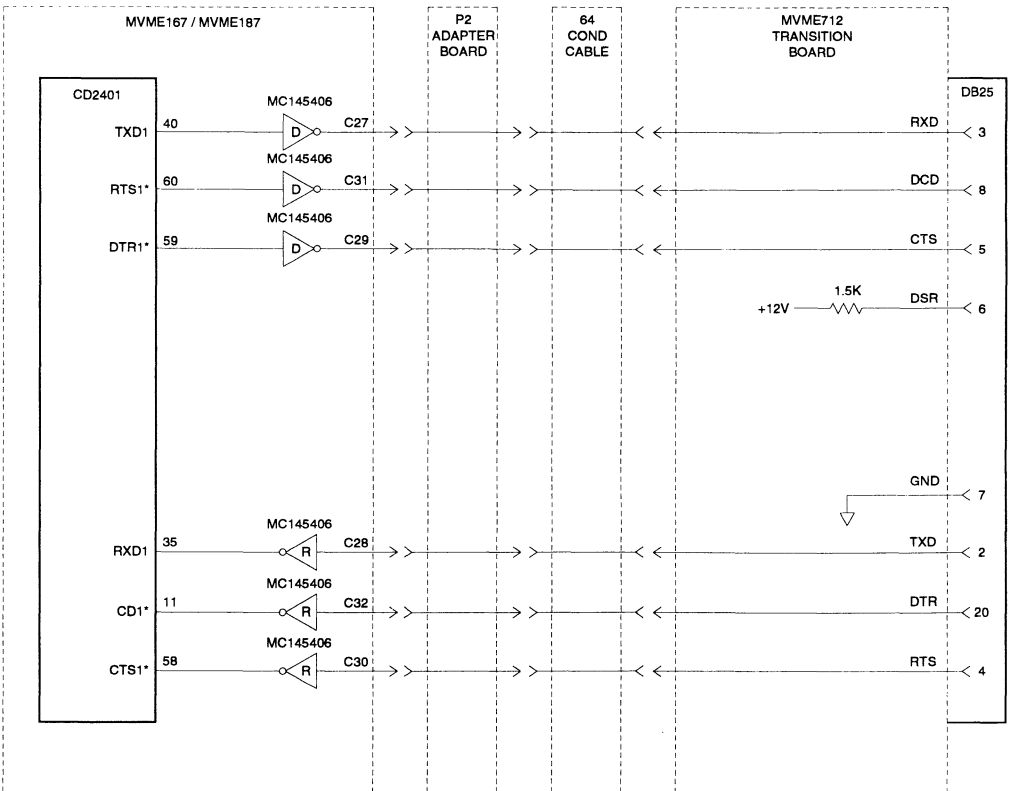 MVME167 / MVME187
P2
ADAPTER
BOARD
64
COND
CABLE
MVME712
TRANSITION
BOARD
CD2401
DB25
MC145406
TXD1 40 D C27 RXD 3
MC145406
RTS1* 60 D C31 DCD 8
MC145406
DTR1* 59 D C29 CTS 5
1.5K
+12V DSR 6
GND 7
MC145406
RXD1 35 R C28 TXD 2
MC145406
CD1* 11 R C32 DTR 20
MC145406
CTS1* 58 R C30 RTS 4